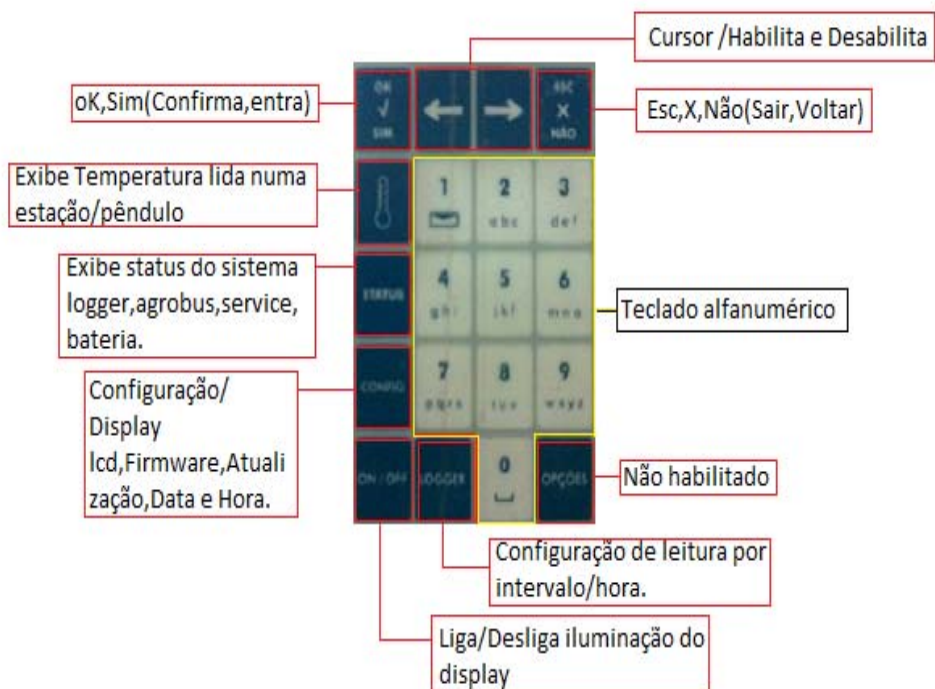 Cursor /Habilita e Desabilita
oK,Sim(Confirma,entra)
OK
√
SIM
ESC
X
NÃO
Esc,X,Não(Sair,Voltar)
Exibe Temperatura lida numa
estação/pêndulo
1
2
abc
3
def
Exibe status do sistema
logger,agrobus,service,
bateria.
STATUS
4
ghi
5
jkl
6
mno
Teclado alfanumérico
Configuração/
Display
lcd,Firmware,Atuali
zação,Data e Hora.
CONFIG
7
pqrs
8
tuv
9
wxyz
ON / OFF
LOGGER
0
OPÇÕES
Não habilitado
Configuração de leitura por
intervalo/hora.
Liga/Desliga iluminação do
display